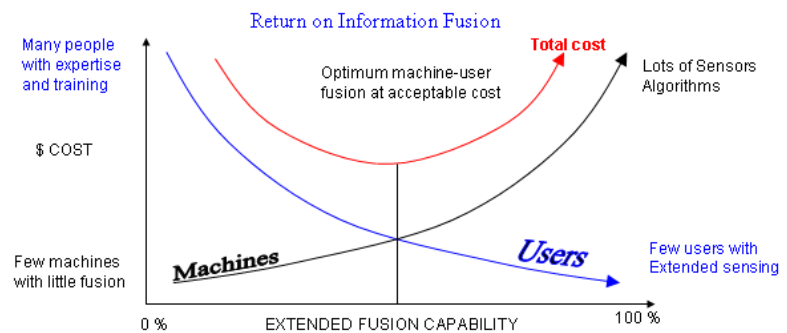 Return on Information Fusion
Many people
with expertise
and training
Total cost
Optimum machine-user
fusion at acceptable cost
Lots of Sensors
Algorithms
$ COST
Few machines
with little fusion
Machines
Users
Few users with
Extended sensing
0 %
EXTENDED FUSION CAPABILITY
100 %